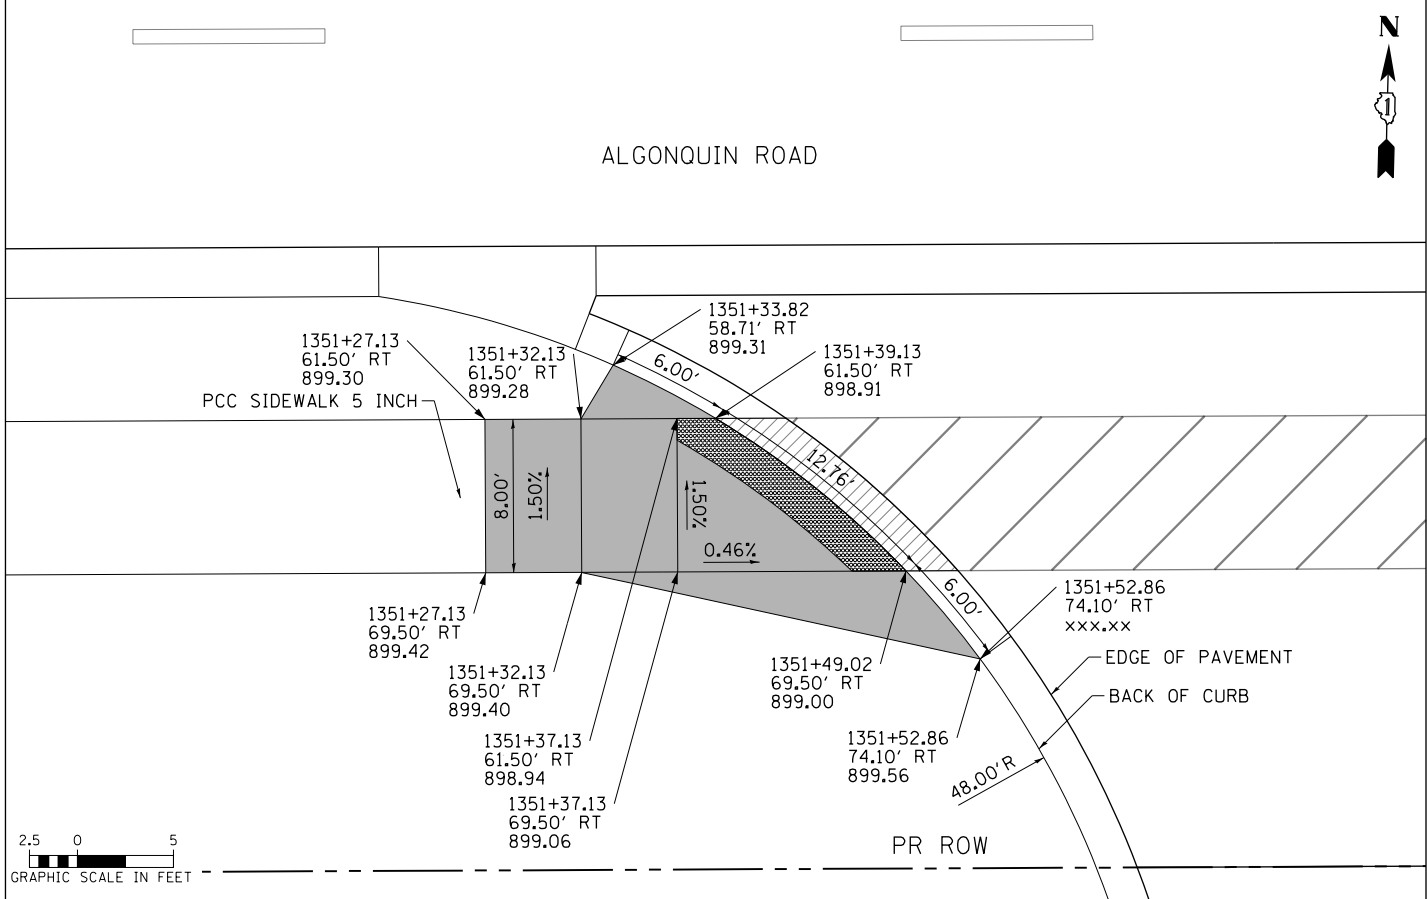 N
1
ALGONQUIN ROAD
1351+33.82
58.71' RT
899.31
1351+27.13
61.50' RT
899.30
1351+32.13
61.50' RT
899.28
6.00'
1351+39.13
61.50' RT
898.91
PCC SIDEWALK 5 INCH
8.00'
1.50%
1.50%
12.76'
0.46%
6.00'
1351+52.86
74.10' RT
xxx.xx
1351+27.13
69.50' RT
899.42
1351+32.13
69.50' RT
899.40
1351+49.02
69.50' RT
899.00
EDGE OF PAVEMENT
BACK OF CURB
1351+37.13
61.50' RT
898.94
1351+52.86
74.10' RT
899.56
48.00'R
1351+37.13
69.50' RT
899.06
PR ROW
2.5 0 5
GRAPHIC SCALE IN FEET